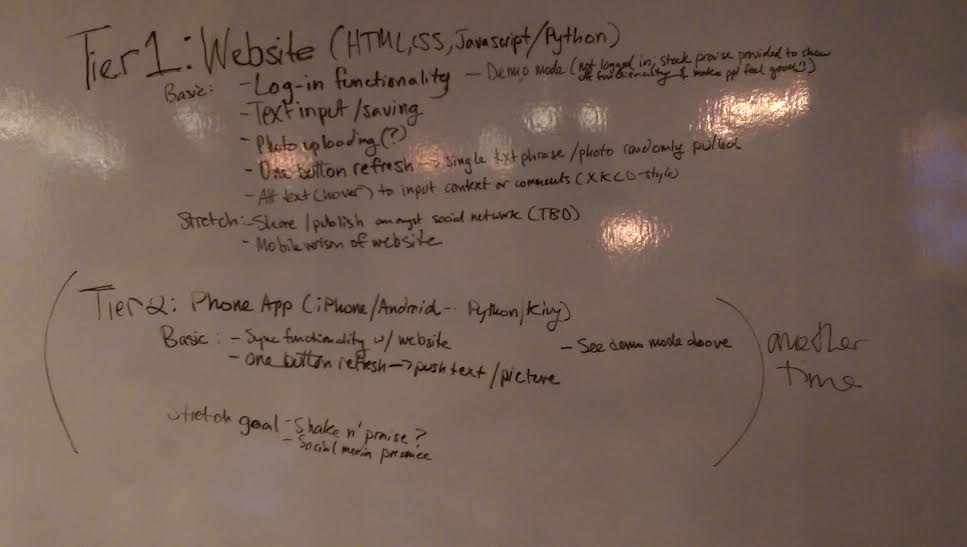 Tier 1: Website (HTML, CSS, Javascript/Python)
Basic: - Log-in functionality - Demo mode (not logged in; stock praise provided to show off functionality & make ppl feel good!)
- Text input/saving
- Photo uploading (?)
- One button refresh → single txt phrase/photo randomly pulled
- Alt text (hover) to input context or comments (XKCD-style)
Stretch: - Share/publish amongst social network (TBD)
- Mobile verison of website
Tier 2: Phone App (iPhone/Android -- Python/Kivy)
Basic: - Sync functionality w/ website - See demo mode above
- One button refresh → push text/picture
another
time
Stretch goal - Shake n' praise?
- Social media presence